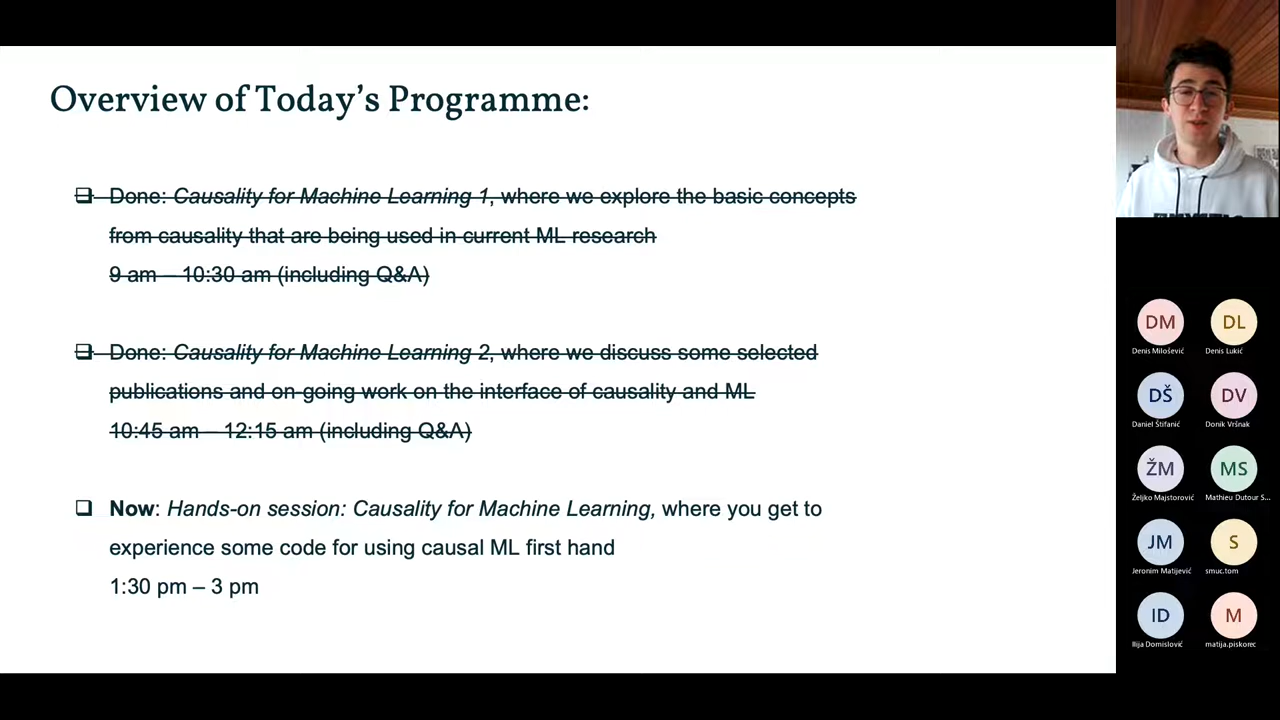 Overview of Today's Programme:
Done: Causality for Machine Learning 1, where we explore the basic concepts
from causality that are being used in current ML research
9 am – 10:30 am (including Q&A)
Done: Causality for Machine Learning 2, where we discuss some selected
publications and on-going work on the interface of causality and ML
10:45 am – 12:15 am (including Q&A)
Now: Hands-on session: Causality for Machine Learning, where you get to
experience some code for using causal ML first hand
1:30 pm – 3 pm
DM DL
Denis Milošević Denis Lukić
DŠ DV
Daniel Štifanić Donik Vršnak
ŽM MS
Željko Majstorović Mathieu Dutour S...
JM S
Jeronim Matijević smuc.tom
ID M
Ilija Domislović matija.piskorec